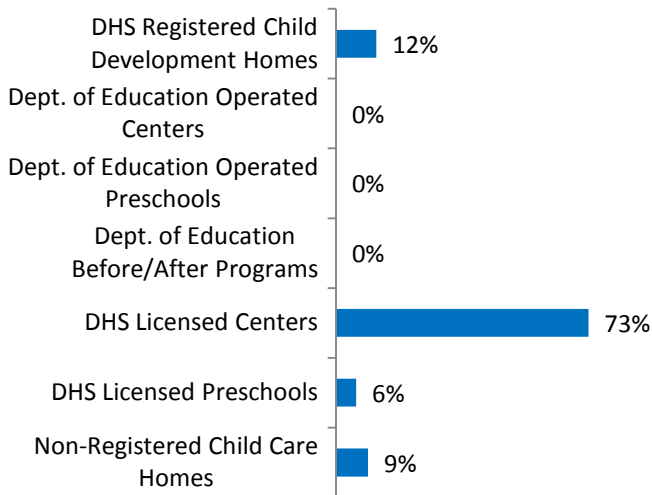 DHS Registered Child
Development Homes
12%
Dept. of Education Operated
Centers
0%
Dept. of Education Operated
Preschools
0%
Dept. of Education
Before/After Programs
0%
DHS Licensed Centers
73%
DHS Licensed Preschools
6%
Non-Registered Child Care
Homes
9%